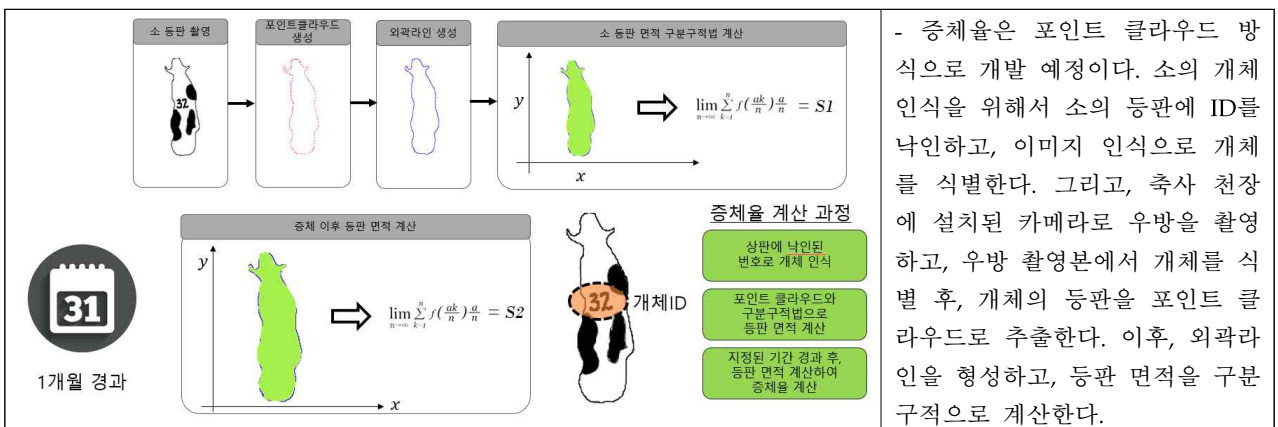 소 등판 촬영
포인트클라우드
생성
외곽라인 생성
소 등판 면적 구분구적법 계산
32
y
x
lim n→∞ n∑k=1 f(ak/n) a/n = S1
증체 이후 등판 면적 계산
31
1개월 경과
y
x
lim n→∞ n∑k=1 f(ak/n) a/n = S2
32
개체ID
증체율 계산 과정
상판에 낙인된
번호로 개체 인식
포인트 클라우드와
구분구적법으로
등판 면적 계산
지정된 기간 경과 후,
등판 면적 계산하여
증체율 계산
- 증체율은 포인트 클라우드 방
식으로 개발 예정이다. 소의 개체
인식을 위해서 소의 등판에 ID를
낙인하고, 이미지 인식으로 개체
를 식별한다. 그리고, 축사 천장
에 설치된 카메라로 우방을 촬영
하고, 우방 촬영본에서 개체를 식
별 후, 개체의 등판을 포인트 클
라우드로 추출한다. 이후, 외곽라
인을 형성하고, 등판 면적을 구분
구적으로 계산한다.